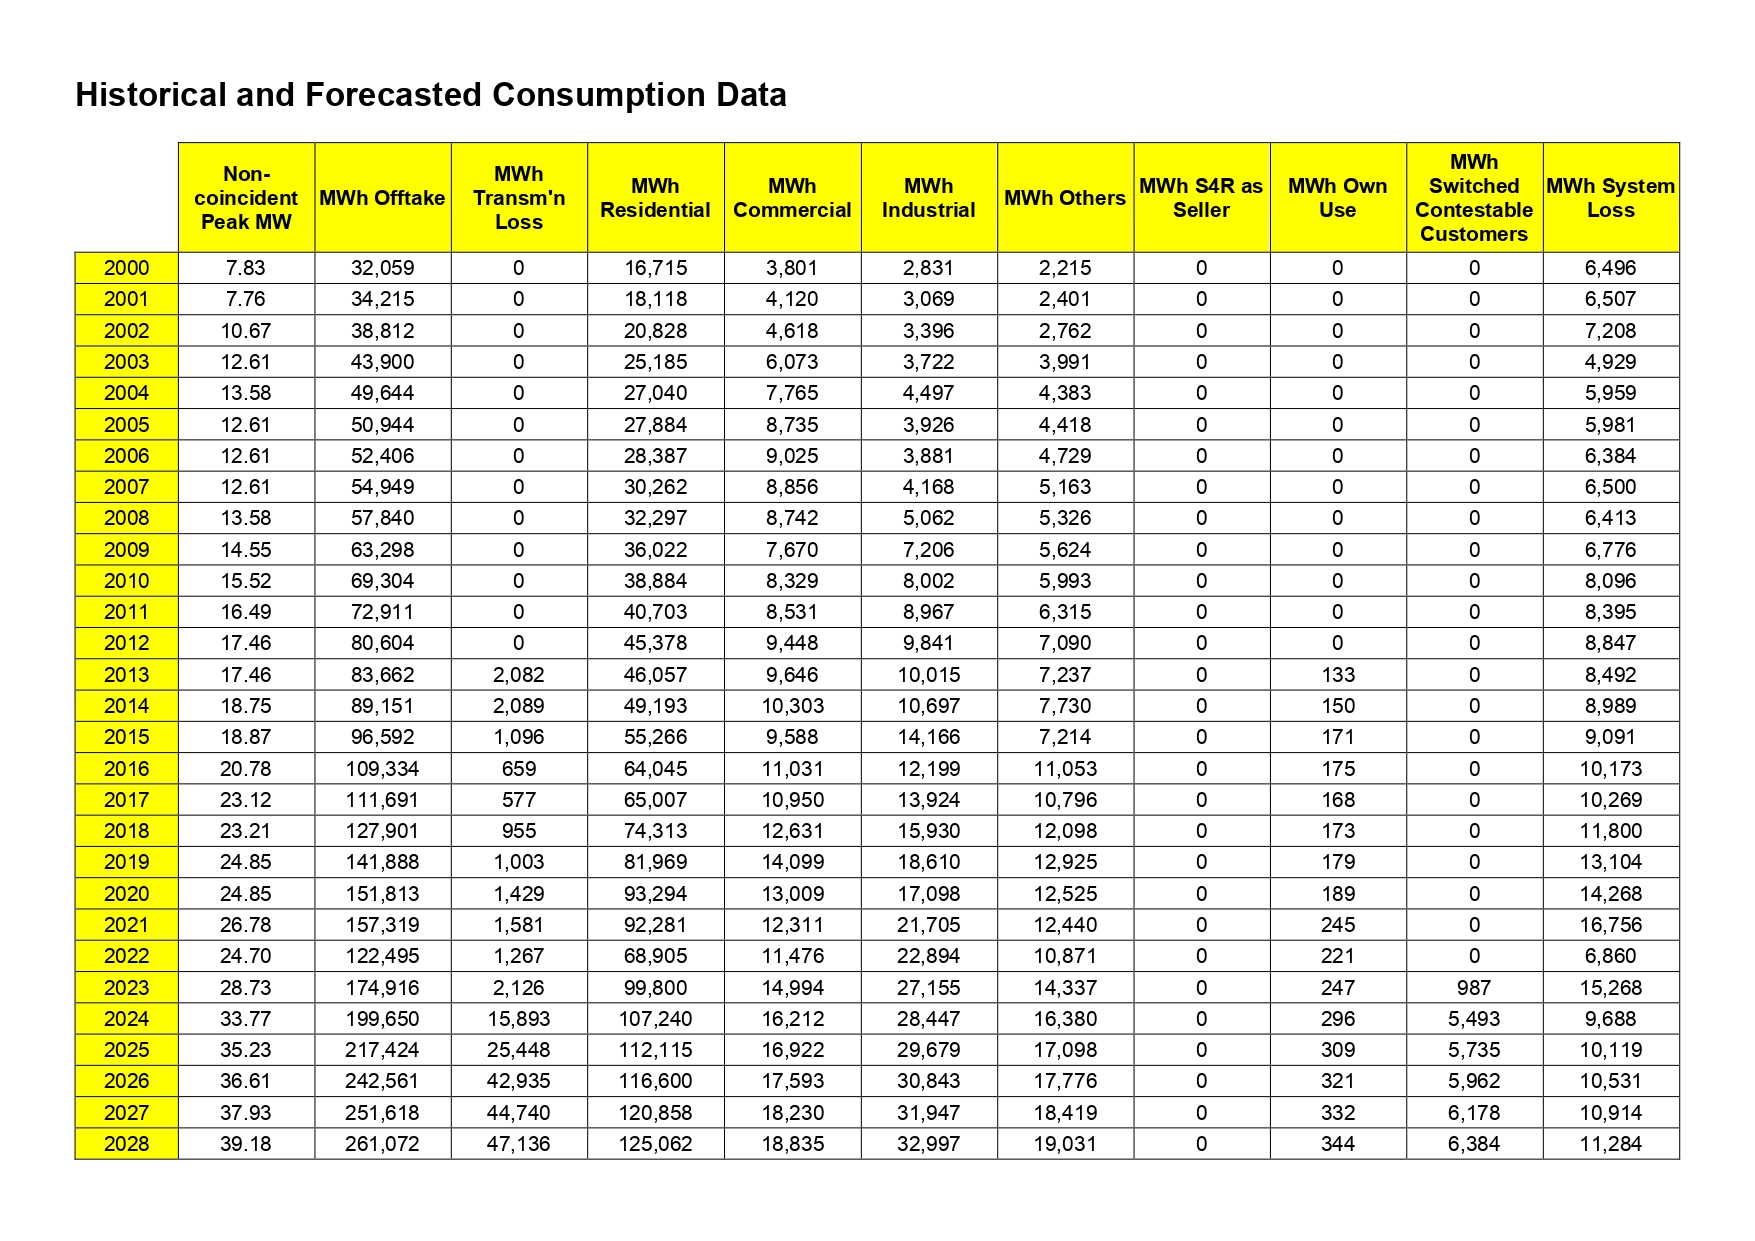 Historical and Forecasted Consumption Data
Non-coincident Peak MW MWh Offtake MWh Transm'n Loss MWh Residential MWh Commercial MWh Industrial MWh Others MWh S4R as Seller MWh Own Use MWh Switched Contestable Customers MWh System Loss
2000 7.83 32,059 0 16,715 3,801 2,831 2,215 0 0 0 6,496
2001 7.76 34,215 0 18,118 4,120 3,069 2,401 0 0 0 6,507
2002 10.67 38,812 0 20,828 4,618 3,396 2,762 0 0 0 7,208
2003 12.61 43,900 0 25,185 6,073 3,722 3,991 0 0 0 4,929
2004 13.58 49,644 0 27,040 7,765 4,497 4,383 0 0 0 5,959
2005 12.61 50,944 0 27,884 8,735 3,926 4,418 0 0 0 5,981
2006 12.61 52,406 0 28,387 9,025 3,881 4,729 0 0 0 6,384
2007 12.61 54,949 0 30,262 8,856 4,168 5,163 0 0 0 6,500
2008 13.58 57,840 0 32,297 8,742 5,062 5,326 0 0 0 6,413
2009 14.55 63,298 0 36,022 7,670 7,206 5,624 0 0 0 6,776
2010 15.52 69,304 0 38,884 8,329 8,002 5,993 0 0 0 8,096
2011 16.49 72,911 0 40,703 8,531 8,967 6,315 0 0 0 8,395
2012 17.46 80,604 0 45,378 9,448 9,841 7,090 0 0 0 8,847
2013 17.46 83,662 2,082 46,057 9,646 10,015 7,237 0 133 0 8,492
2014 18.75 89,151 2,089 49,193 10,303 10,697 7,730 0 150 0 8,989
2015 18.87 96,592 1,096 55,266 9,588 14,166 7,214 0 171 0 9,091
2016 20.78 109,334 659 64,045 11,031 12,199 11,053 0 175 0 10,173
2017 23.12 111,691 577 65,007 10,950 13,924 10,796 0 168 0 10,269
2018 23.21 127,901 955 74,313 12,631 15,930 12,098 0 173 0 11,800
2019 24.85 141,888 1,003 81,969 14,099 18,610 12,925 0 179 0 13,104
2020 24.85 151,813 1,429 93,294 13,009 17,098 12,525 0 189 0 14,268
2021 26.78 157,319 1,581 92,281 12,311 21,705 12,440 0 245 0 16,756
2022 24.70 122,495 1,267 68,905 11,476 22,894 10,871 0 221 0 6,860
2023 28.73 174,916 2,126 99,800 14,994 27,155 14,337 0 247 987 15,268
2024 33.77 199,650 15,893 107,240 16,212 28,447 16,380 0 296 5,493 9,688
2025 35.23 217,424 25,448 112,115 16,922 29,679 17,098 0 309 5,735 10,119
2026 36.61 242,561 42,935 116,600 17,593 30,843 17,776 0 321 5,962 10,531
2027 37.93 251,618 44,740 120,858 18,230 31,947 18,419 0 332 6,178 10,914
2028 39.18 261,072 47,136 125,062 18,835 32,997 19,031 0 344 6,384 11,284